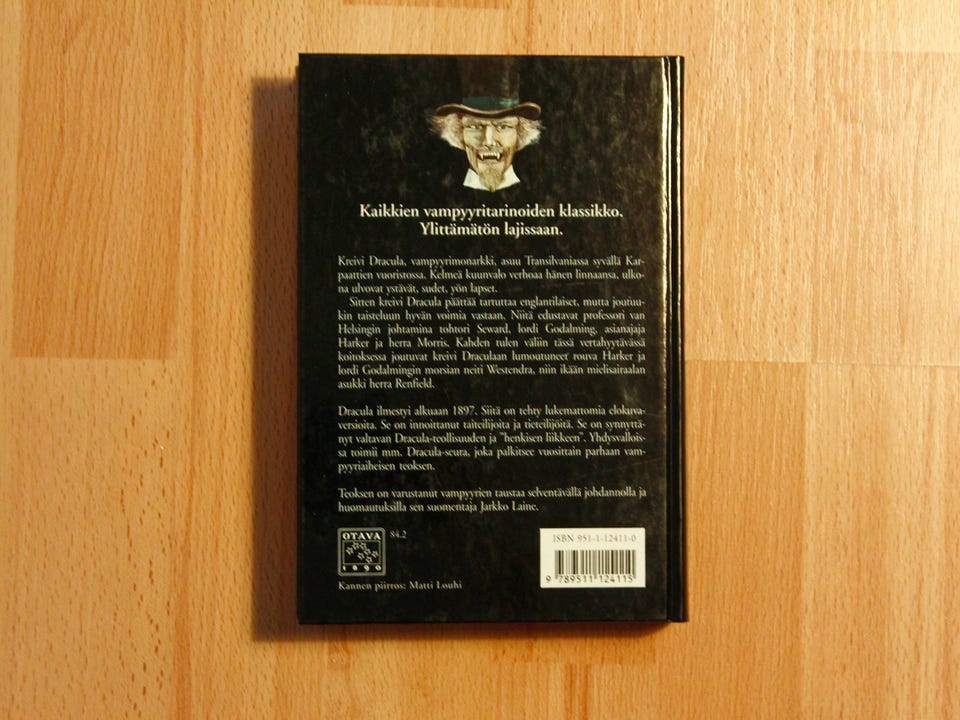 Kaikkien vampyyritarinoiden klassikko.
Ylittämätön lajissaan.
Kreivi Dracula, vampyyrimonarkki, asuu Transilvaniassa syvällä Kar-
paattien vuoristossa. Kelmeä kuunvalo verhoaa hänen linnaansa, ulko-
na ulvovat ystävät, sudet, yön lapset.
Sitten kreivi Dracula päättää tartuttaa englantilaiset, mutta joutuu-
kin taisteluun hyvän voimia vastaan. Niitä edustavat professori van
Helsingin johtamina tohtori Seward, lordi Godalming, asianajaja
Harker ja herra Morris. Kahden tulen väliin tässä vertahyytävässä
koitoksessa joutuvat kreivi Draculaan lumoutuneet rouva Harker ja
lordi Godalmingin morsian neiti Westendra, niin ikään mielisairaalan
asukki herra Renfield.
Dracula ilmestyi alkuaan 1897. Siitä on tehty lukemattomia elokuva-
versioita. Se on innoittanut taiteilijoita ja tieteilijöitä. Se on synnyttä-
nyt valtavan Dracula-teollisuuden ja "henkisen liikkeen". Yhdysvallois-
sa toimii mm. Dracula-seura, joka palkitsee vuosittain parhaan vam-
pyyriaiheisen teoksen.
Teoksen on varustanut vampyyrien taustaa selventävällä johdannolla ja
huomautuksilla sen suomentaja Jarkko Laine.
OTAVA
1890
84.2
Kannen piirros: Matti Louhi
ISBN 951-1-12411-0
9 789511 124115